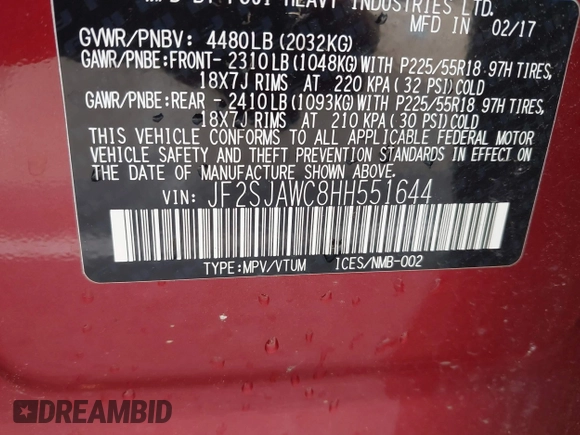 MFD BY FUJI HEAVY INDUSTRIES LTD.
MFD IN 02/17
GVWR/PNBV: 4480LB (2032KG)
GAWR/PNBE:FRONT- 2310LB (1048KG) WITH P225/55R18 97H TIRES,
18X7J RIMS AT 220 KPA ( 32 PSI) COLD
GAWR/PNBE:REAR - 2410LB (1093KG) WITH P225/55R18 97H TIRES,
18X7J RIMS AT 210 KPA ( 30 PSI) COLD
THIS VEHICLE CONFORMS TO ALL APPLICABLE FEDERAL MOTOR
VEHICLE SAFETY AND THEFT PREVENTION STANDARDS IN EFFECT ON
THE DATE OF MANUFACTURE SHOWN ABOVE.
VIN: JF2SJAWC8HH551644
TYPE:MPV/VTUM ICES/NMB-002
DREAMBID